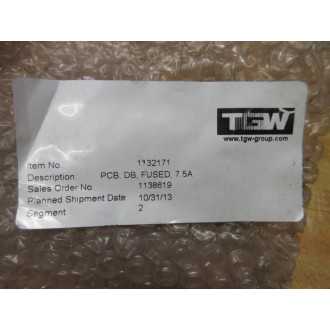 TGW
www.tgw-group.com
Item No. 1132171
Description: PCB, DB, FUSED, 7.5A
Sales Order No 1138619
Planned Shipment Date 10/31/13
Segment 2